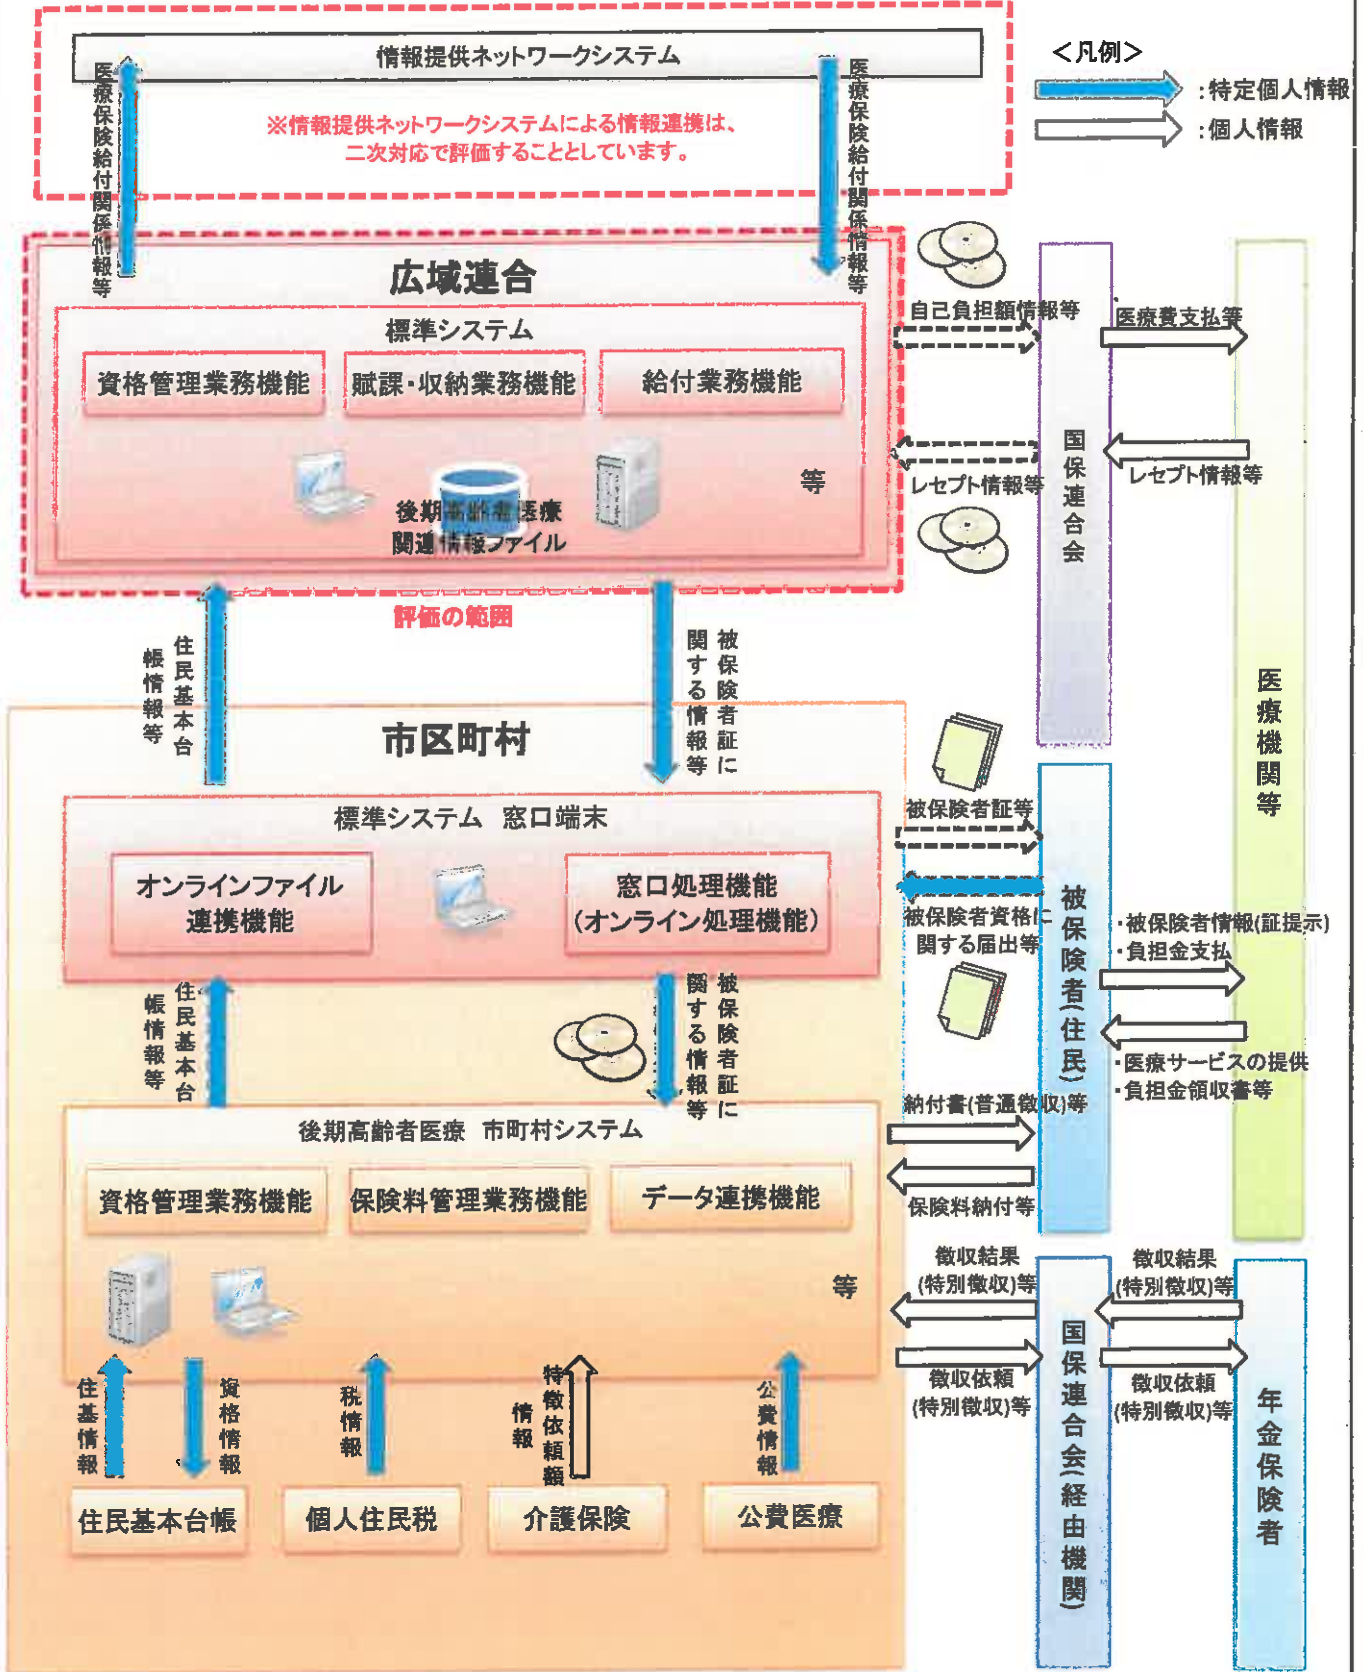 情報提供ネットワークシステム
<凡例>
:特定個人情報
:個人情報
医療保険給付関係情報等
医療保険給付関係情報等
※情報提供ネットワークシステムによる情報連携は、
二次対応で評価することとしています。
広域連合
標準システム
資格管理業務機能
賦課・収納業務機能
給付業務機能
等
後期高齢者医療
関連情報ファイル
評価の範囲
自己負担額情報等
医療費支払等
レセプト情報等
レセプト情報等
国保連合会
医療機関等
住民基本台
帳情報等
被保険者証に
関する情報等
市区町村
標準システム 窓口端末
オンラインファイル
連携機能
窓口処理機能
(オンライン処理機能)
被保険者証等
被保険者資格に
関する届出等
被保険者(住民)
・被保険者情報(証提示)
・負担金支払
・医療サービスの提供
・負担金領収書等
住民基本台
帳情報等
被保険者証に
関する情報等
納付書(普通徴収)等
保険料納付等
後期高齢者医療 市町村システム
資格管理業務機能
保険料管理業務機能
データ連携機能
等
徴収結果
(特別徴収)等
徴収結果
(特別徴収)等
徴収依頼
(特別徴収)等
徴収依頼
(特別徴収)等
国保連合会(経由機関)
年金保険者
住基情報
資格情報
税情報
特徴依頼額
情報
公費情報
住民基本台帳
個人住民税
介護保険
公費医療